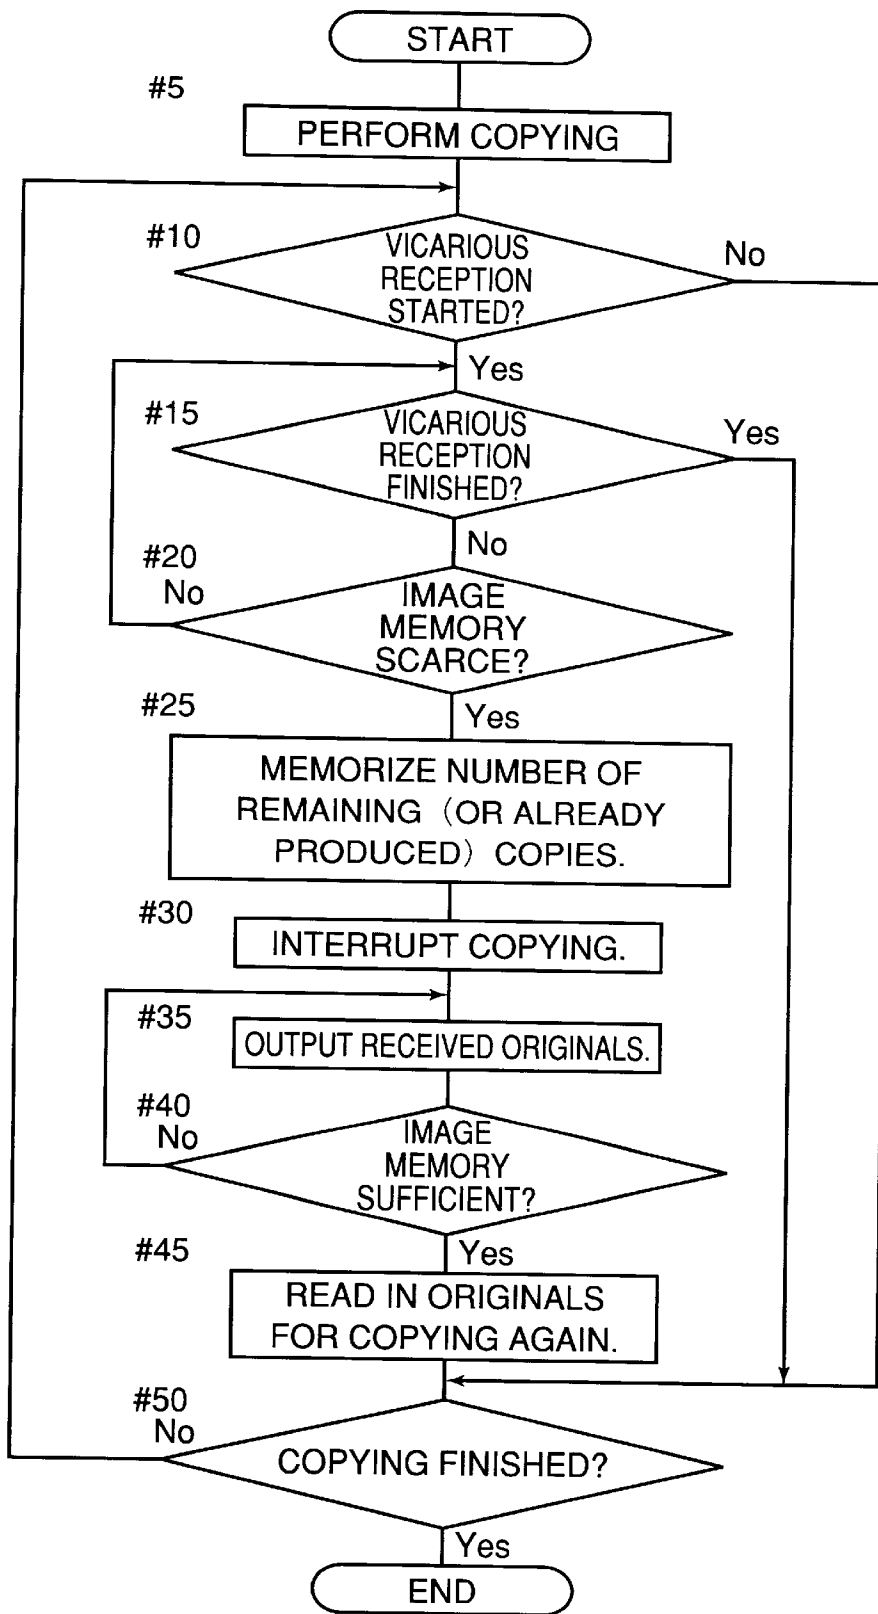 START
#5
PERFORM COPYING
#10
VICARIOUS
RECEPTION
STARTED?
No
Yes
#15
VICARIOUS
RECEPTION
FINISHED?
Yes
No
#20
No
IMAGE
MEMORY
SCARCE?
Yes
#25
MEMORIZE NUMBER OF
REMAINING (OR ALREADY
PRODUCED) COPIES.
#30
INTERRUPT COPYING.
#35
OUTPUT RECEIVED ORIGINALS.
#40
No
IMAGE
MEMORY
SUFFICIENT?
Yes
#45
READ IN ORIGINALS
FOR COPYING AGAIN.
#50
No
COPYING FINISHED?
Yes
END